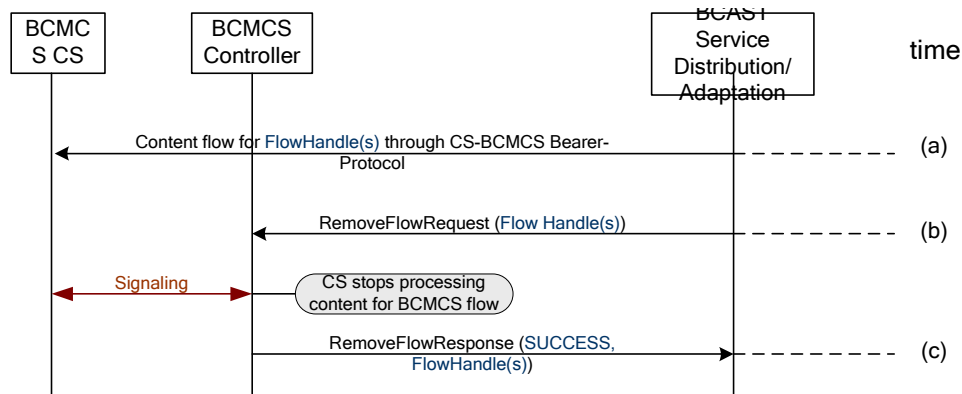 BCMC
S CS
BCMCS
Controller
BCAST
Service
Distribution/
Adaptation
time
Content flow for FlowHandle(s) through CS-BCMCS Bearer-
Protocol
(a)
RemoveFlowRequest (Flow Handle(s))
(b)
Signaling
CS stops processing
content for BCMCS flow
RemoveFlowResponse (SUCCESS,
FlowHandle(s))
(c)